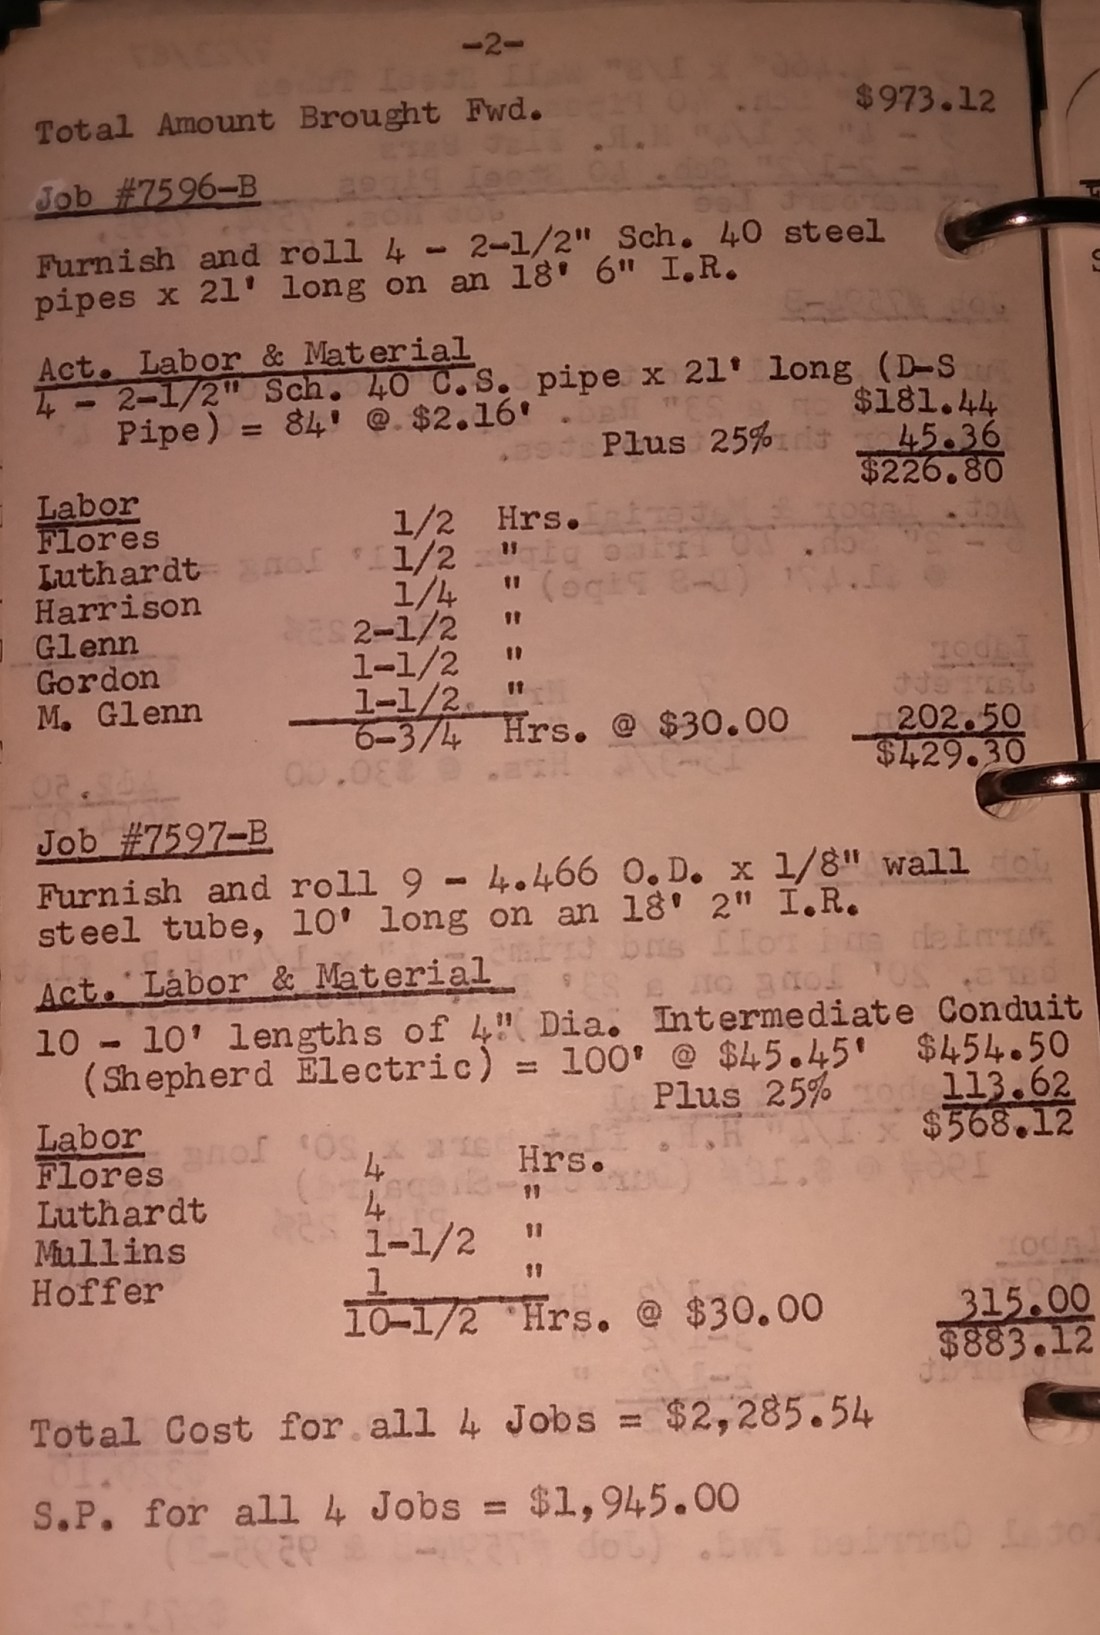 -2-
Total Amount Brought Fwd. $973.12
Job #7596-B
Furnish and roll 4 - 2-1/2" Sch. 40 steel
pipes x 21' long on an 18' 6" I.R.
Act. Labor & Material
4 - 2-1/2" Sch. 40 C.S. pipe x 21' long (D-S
Pipe) = 84' @ $2.16' $181.44
Plus 25% 45.36
$226.80
Labor
Flores 1/2 Hrs.
Luthardt 1/2 "
Harrison 1/4 "
Glenn 2-1/2 "
Gordon 1-1/2 "
M. Glenn 1-1/2 "
6-3/4 Hrs. @ $30.00 202.50
$429.30
Job #7597-B
Furnish and roll 9 - 4.466 O.D. x 1/8" wall
steel tube, 10' long on an 18' 2" I.R.
Act. Labor & Material
10 - 10' lengths of 4" Dia. Intermediate Conduit
(Shepherd Electric) = 100' @ $45.45' $454.50
Plus 25% 113.62
$568.12
Labor
Flores 4 Hrs.
Luthardt 4 "
Mullins 1-1/2 "
Hoffer 1 "
10-1/2 Hrs. @ $30.00 315.00
$883.12
Total Cost for all 4 Jobs = $2,285.54
S.P. for all 4 Jobs = $1,945.00